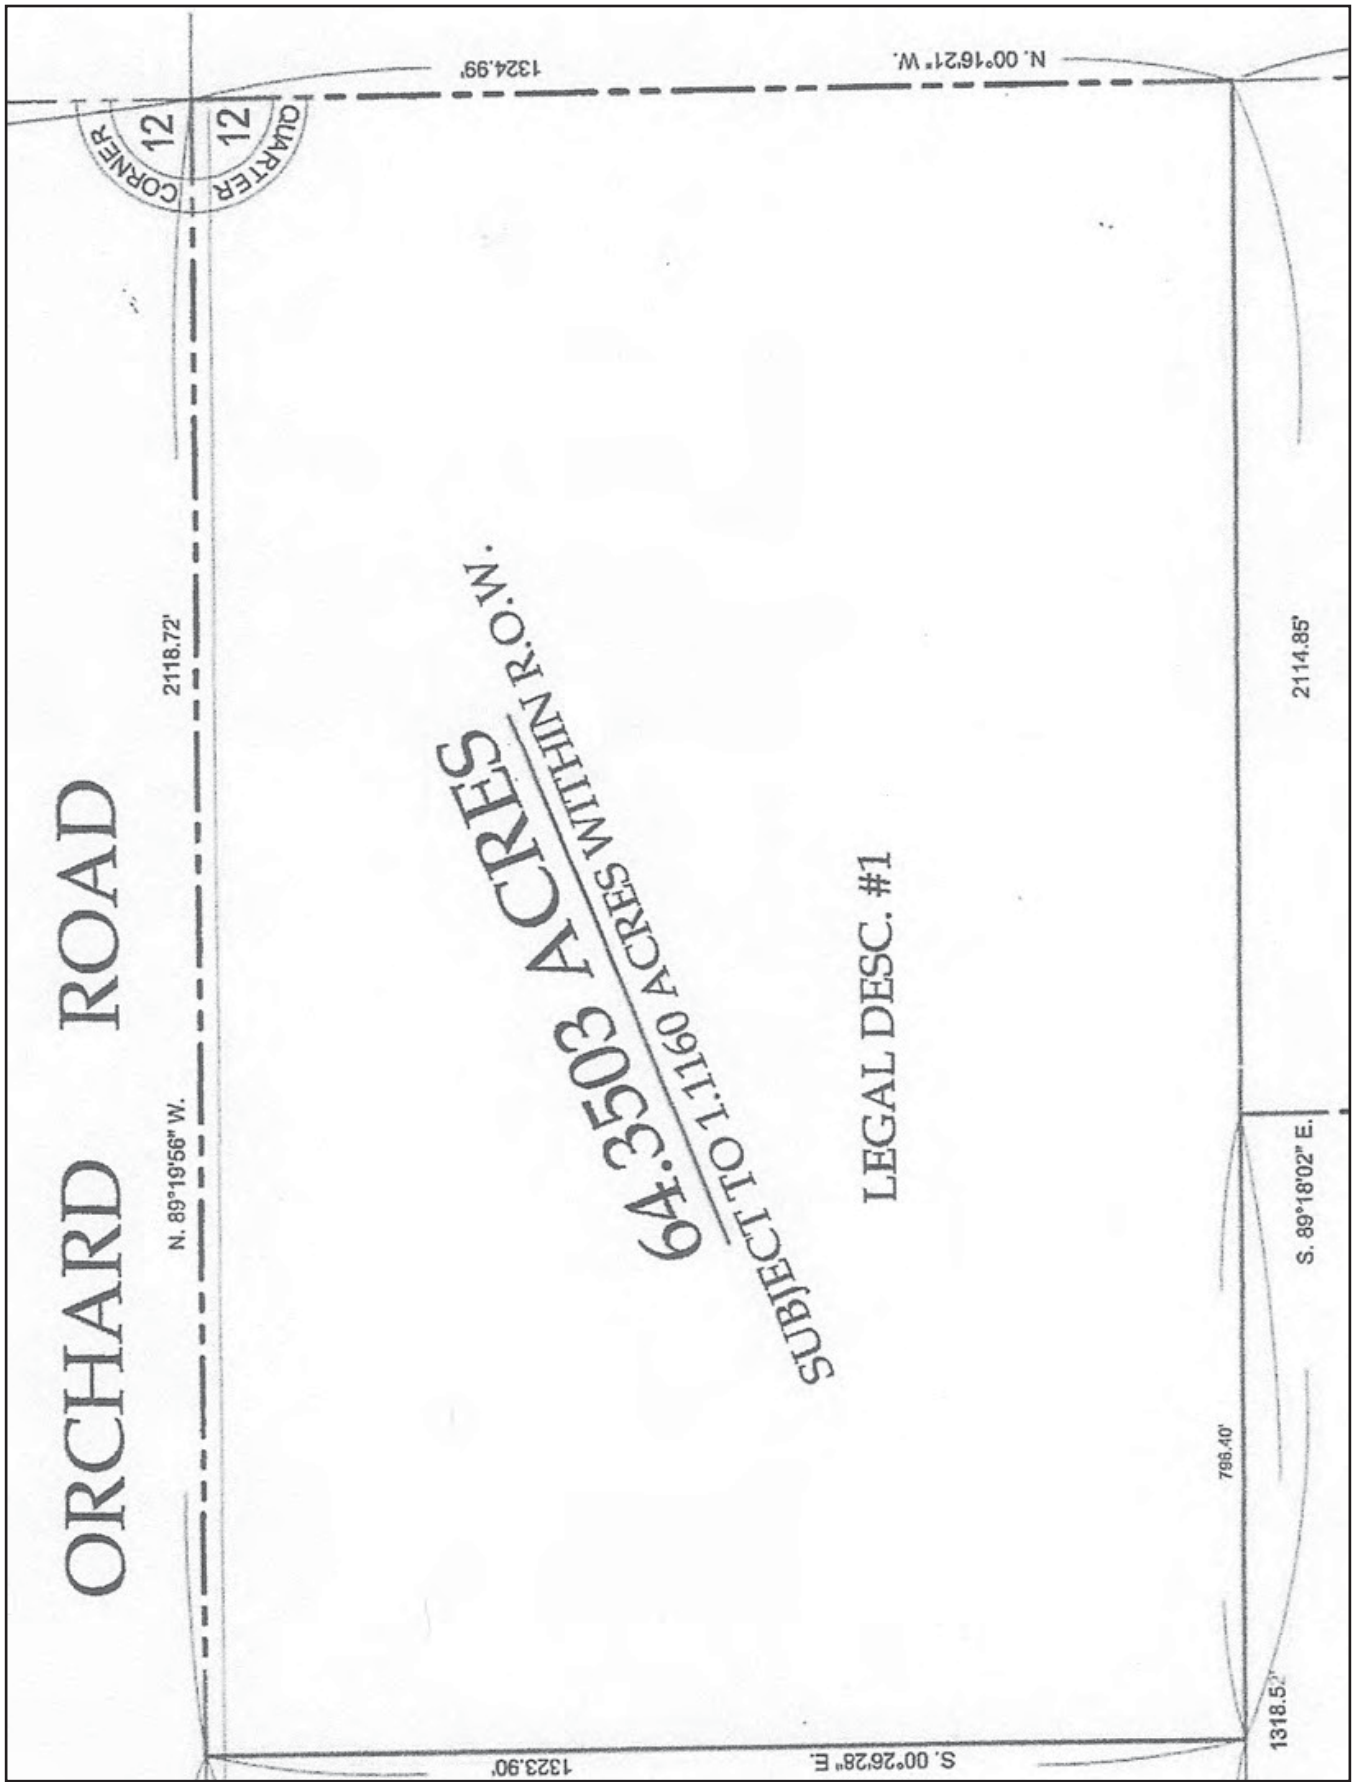 ORCHARD ROAD
N. 89°19'56" W.
2118.72'
CORNER
12
12
QUARTER
1324.99'
N. 00°16'21" W.
64.3503 ACRES
SUBJECT TO 1.1160 ACRES WITHIN R.O.W.
LEGAL DESC. #1
1323.90'
S. 00°26'28" E.
796.40'
S. 89°18'02" E.
2114.85'